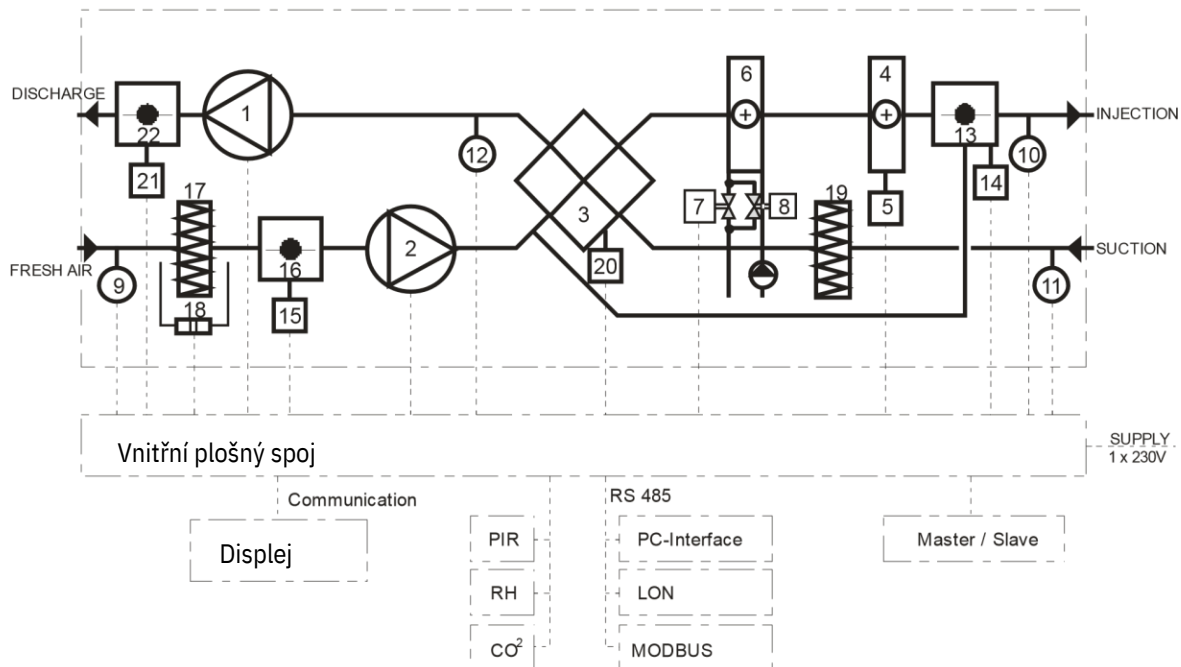 6
4
DISCHARGE
1
INJECTION
22
13
12
10
21
17
3
7
8
19
14
5
2
SUCTION
FRESH AIR
16
20
9
11
18
15
Vnitřní plošný spoj
SUPPLY
1 x 230V
Communication
RS 485
Displej
PIR
PC-Interface
Master / Slave
RH
LON
CO²
MODBUS